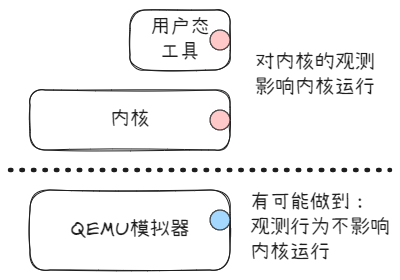 用户态
工具
对内核的观测
影响内核运行
内核
QEMU模拟器
有可能做到：
观测行为不影响
内核运行